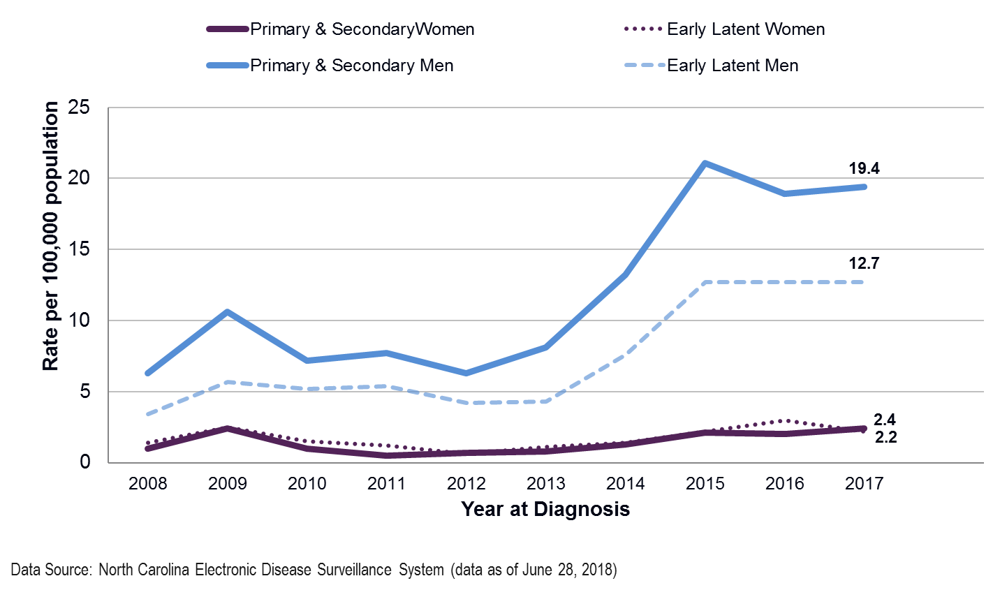 Primary & SecondaryWomen
Early Latent Women
Primary & Secondary Men
Early Latent Men
Rate per 100,000 population
25
20
15
10
5
0
19.4
12.7
2.4
2.2
2008 2009 2010 2011 2012 2013 2014 2015 2016 2017
Year at Diagnosis
Data Source: North Carolina Electronic Disease Surveillance System (data as of June 28, 2018)